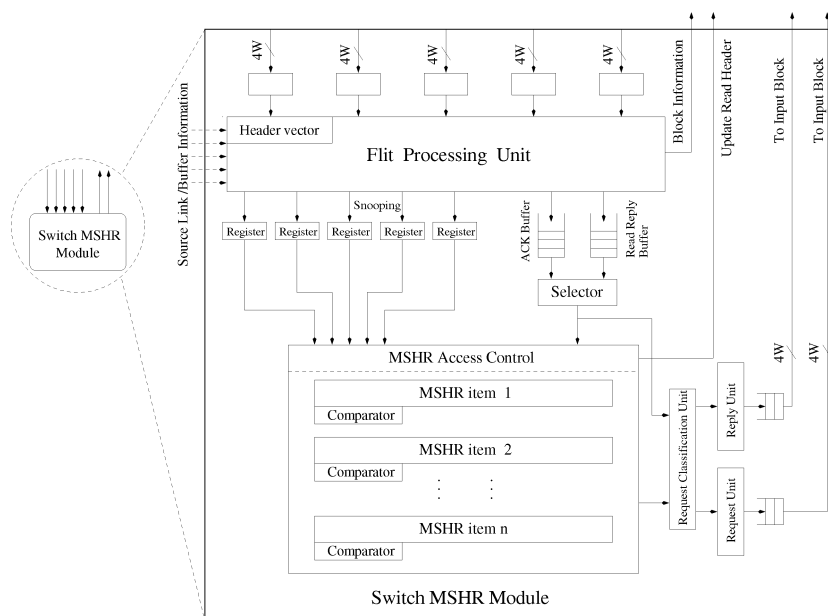 4W
4W
4W
4W
4W
Source Link /Buffer Information
Header vector
Flit Processing Unit
Block Information
Update Read Header
To Input Block
To Input Block
Snooping
Register
Register
Register
Register
Register
ACK Buffer
Read Reply
Buffer
Switch MSHR
Module
Selector
MSHR Access Control
4W
4W
MSHR item 1
Comparator
MSHR item 2
Comparator
MSHR item n
Comparator
Request Classification Unit
Reply Unit
Request Unit
Switch MSHR Module